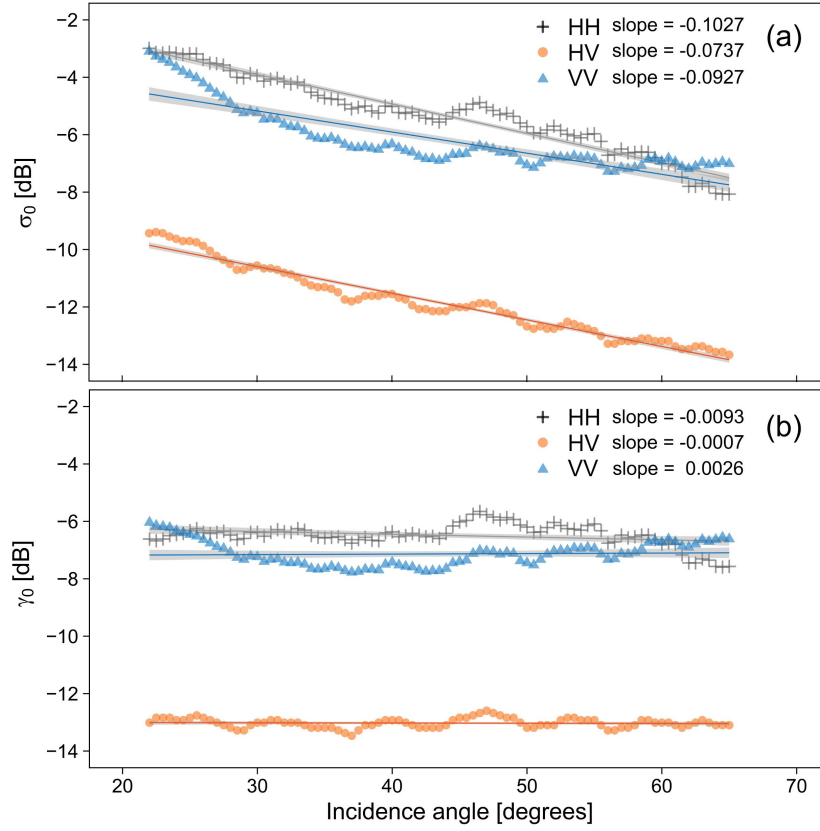 −2
−4
−6
−8
−10
−12
−14
σ0 [dB]
HH slope = -0.1027
HV slope = -0.0737
VV slope = -0.0927
(a)
−2
−4
−6
−8
−10
−12
−14
γ0 [dB]
HH slope = -0.0093
HV slope = -0.0007
VV slope = 0.0026
(b)
20 30 40 50 60 70
Incidence angle [degrees]